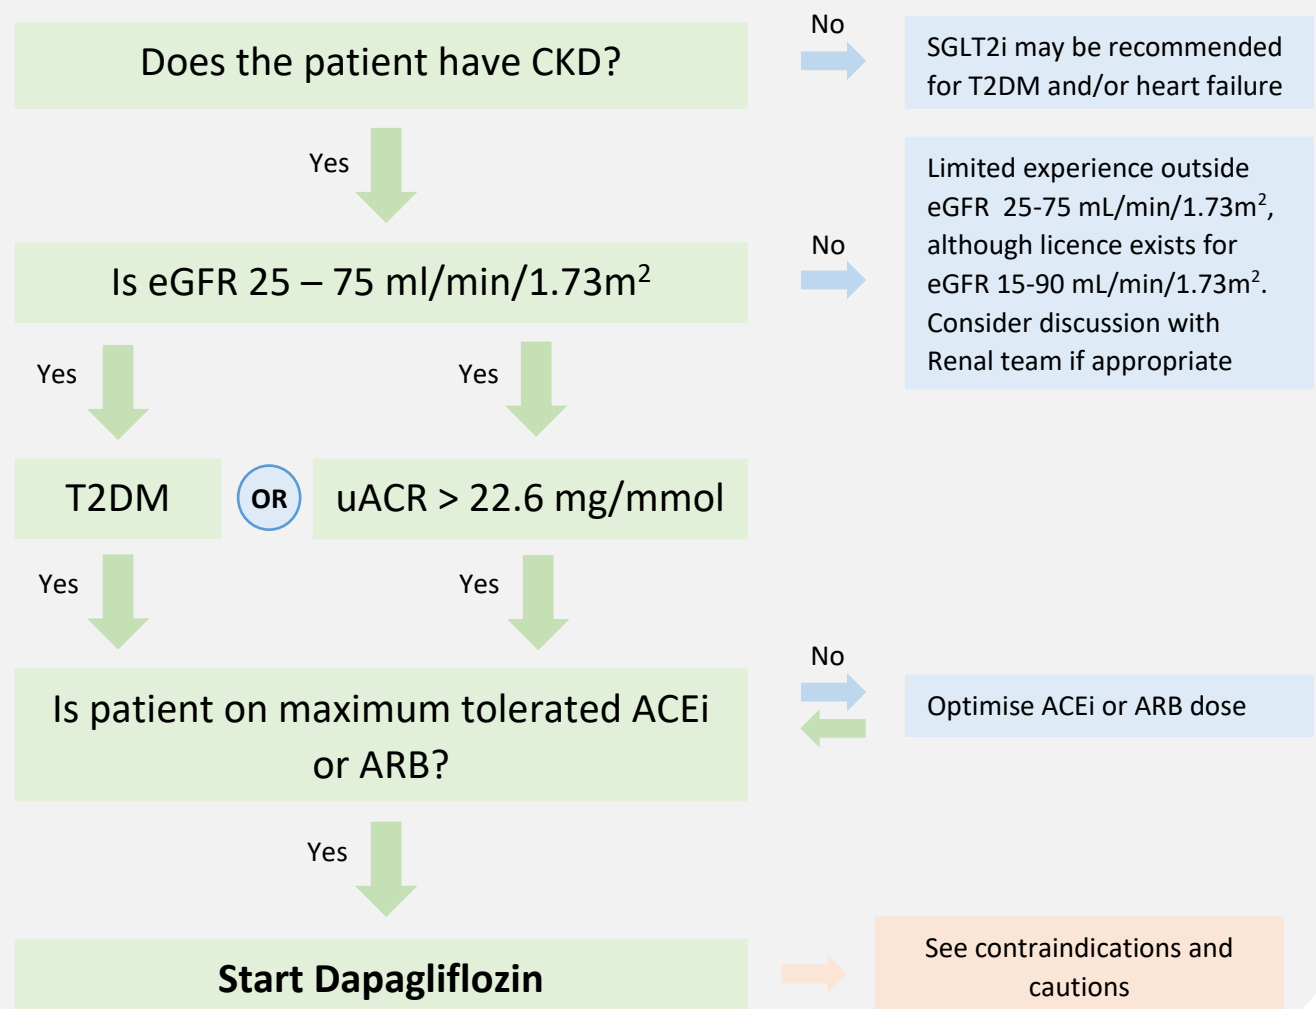 Does the patient have CKD?
No
SGLT2i may be recommended
for T2DM and/or heart failure
Yes
Is eGFR 25 – 75 ml/min/1.73m²
No
Limited experience outside
eGFR 25-75 mL/min/1.73m²,
although licence exists for
eGFR 15-90 mL/min/1.73m².
Consider discussion with
Renal team if appropriate
Yes
Yes
T2DM
OR
uACR > 22.6 mg/mmol
Yes
Yes
Is patient on maximum tolerated ACEi
or ARB?
No
Optimise ACEi or ARB dose
Yes
Start Dapagliflozin
See contraindications and
cautions